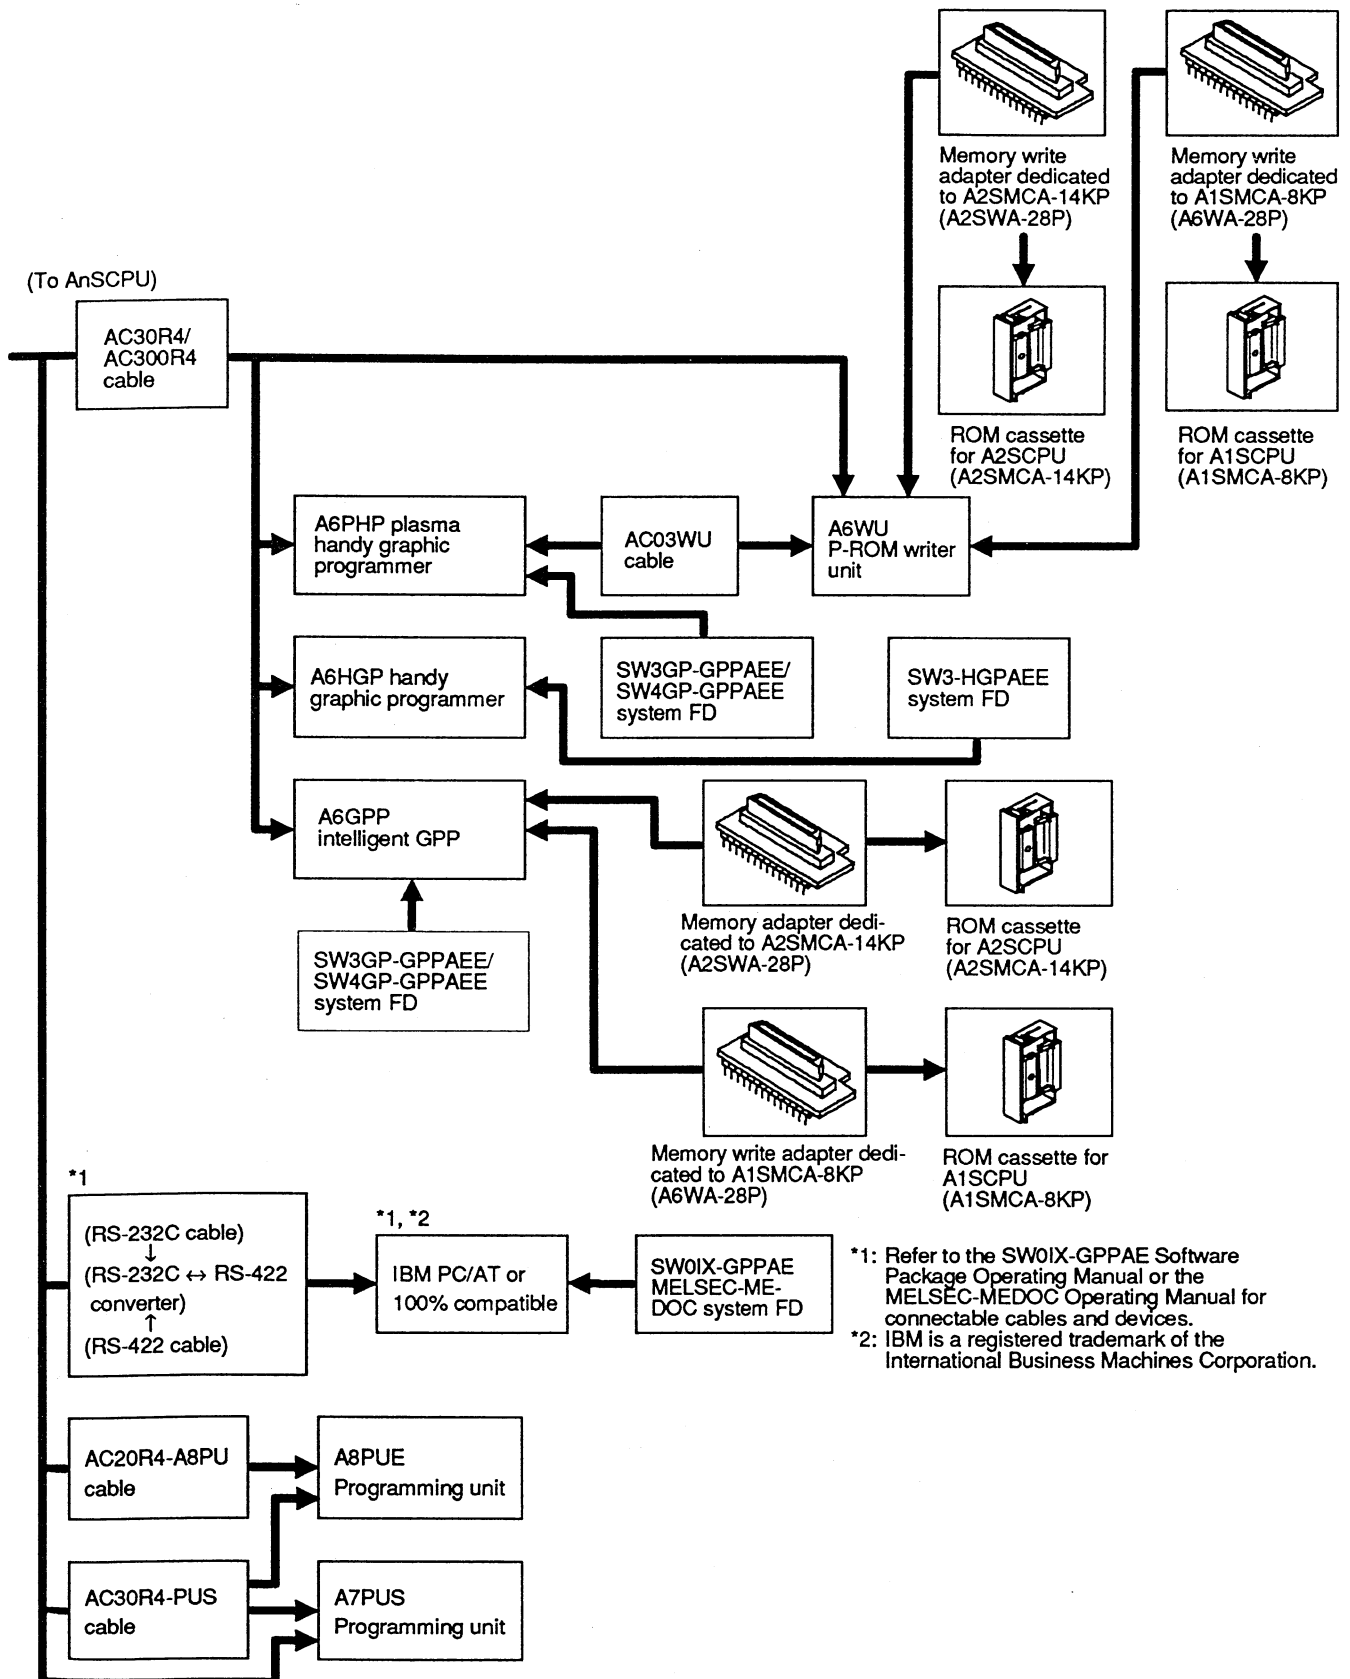 Memory write
adapter dedicated
to A2SMCA-14KP
(A2SWA-28P)
Memory write
adapter dedicated
to A1SMCA-8KP
(A6WA-28P)
(To AnSCPU)
AC30R4/
AC300R4
cable
ROM cassette
for A2SCPU
(A2SMCA-14KP)
ROM cassette
for A1SCPU
(A1SMCA-8KP)
A6PHP plasma
handy graphic
programmer
AC03WU
cable
A6WU
P-ROM writer
unit
A6HGP handy
graphic programmer
SW3GP-GPPAEE/
SW4GP-GPPAEE
system FD
SW3-HGPAEE
system FD
A6GPP
intelligent GPP
Memory adapter dedi-
cated to A2SMCA-14KP
(A2SWA-28P)
ROM cassette
for A2SCPU
(A2SMCA-14KP)
SW3GP-GPPAEE/
SW4GP-GPPAEE
system FD
Memory write adapter dedi-
cated to A1SMCA-8KP
(A6WA-28P)
ROM cassette for
A1SCPU
(A1SMCA-8KP)
*1
(RS-232C cable)
↓
(RS-232C ↔ RS-422
converter)
↑
(RS-422 cable)
*1, *2
IBM PC/AT or
100% compatible
SW0IX-GPPAE
MELSEC-ME-
DOC system FD
*1: Refer to the SW0IX-GPPAE Software
Package Operating Manual or the
MELSEC-MEDOC Operating Manual for
connectable cables and devices.
*2: IBM is a registered trademark of the
International Business Machines Corporation.
AC20R4-A8PU
cable
A8PUE
Programming unit
AC30R4-PUS
cable
A7PUS
Programming unit